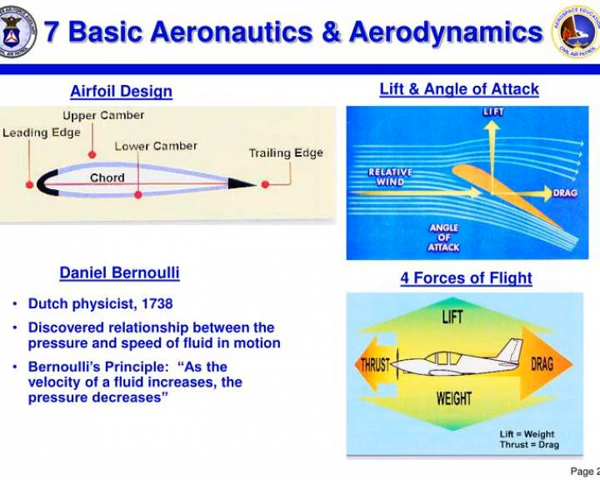 7 Basic Aeronautics & Aerodynamics
Airfoil Design
Upper Camber
Leading Edge
Lower Camber
Trailing Edge
Chord
Daniel Bernoulli
• Dutch physicist, 1738
• Discovered relationship between the
pressure and speed of fluid in motion
• Bernoulli’s Principle: “As the
velocity of a fluid increases, the
pressure decreases”
Lift & Angle of Attack
LIFT
RELATIVE
WIND
DRAG
ANGLE
OF
ATTACK
4 Forces of Flight
LIFT
THRUST
DRAG
WEIGHT
Lift = Weight
Thrust = Drag
Page 2